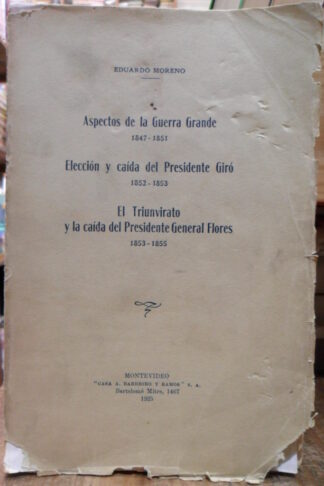 EDUARDO MORENO
Aspectos de la Guerra Grande
1847-1851
Elección y caída del Presidente Giró
1852-1853
El Triunvirato
y la caída del Presidente General Flores
1853-1855
MONTEVIDEO
"CASA A. BARREIRO Y RAMOS" S. A.
Bartolomé Mitre, 1467
1925